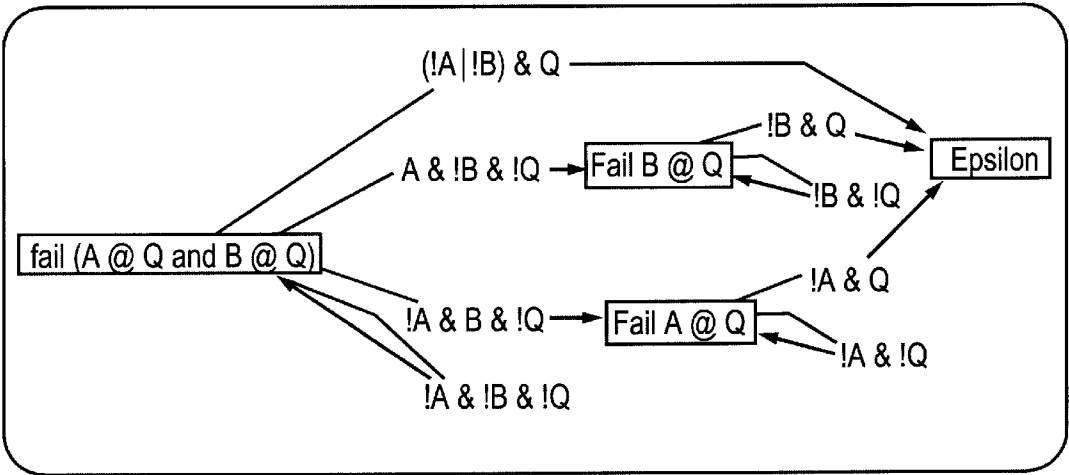 (!A|!B) & Q
!B & Q
Epsilon
A & !B & !Q
Fail B @ Q
!B & !Q
fail (A @ Q and B @ Q)
!A & Q
!A & B & !Q
Fail A @ Q
!A & !Q
!A & !B & !Q